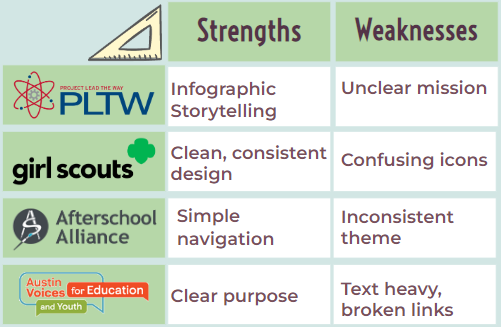 Strengths
Weaknesses
PROJECT LEAD THE WAY
PLTW
Infographic
Storytelling
Unclear mission
girl scouts
Clean, consistent
design
Confusing icons
Afterschool
Alliance
Simple
navigation
Inconsistent
theme
Austin
Voices for Education
and Youth
Clear purpose
Text heavy,
broken links